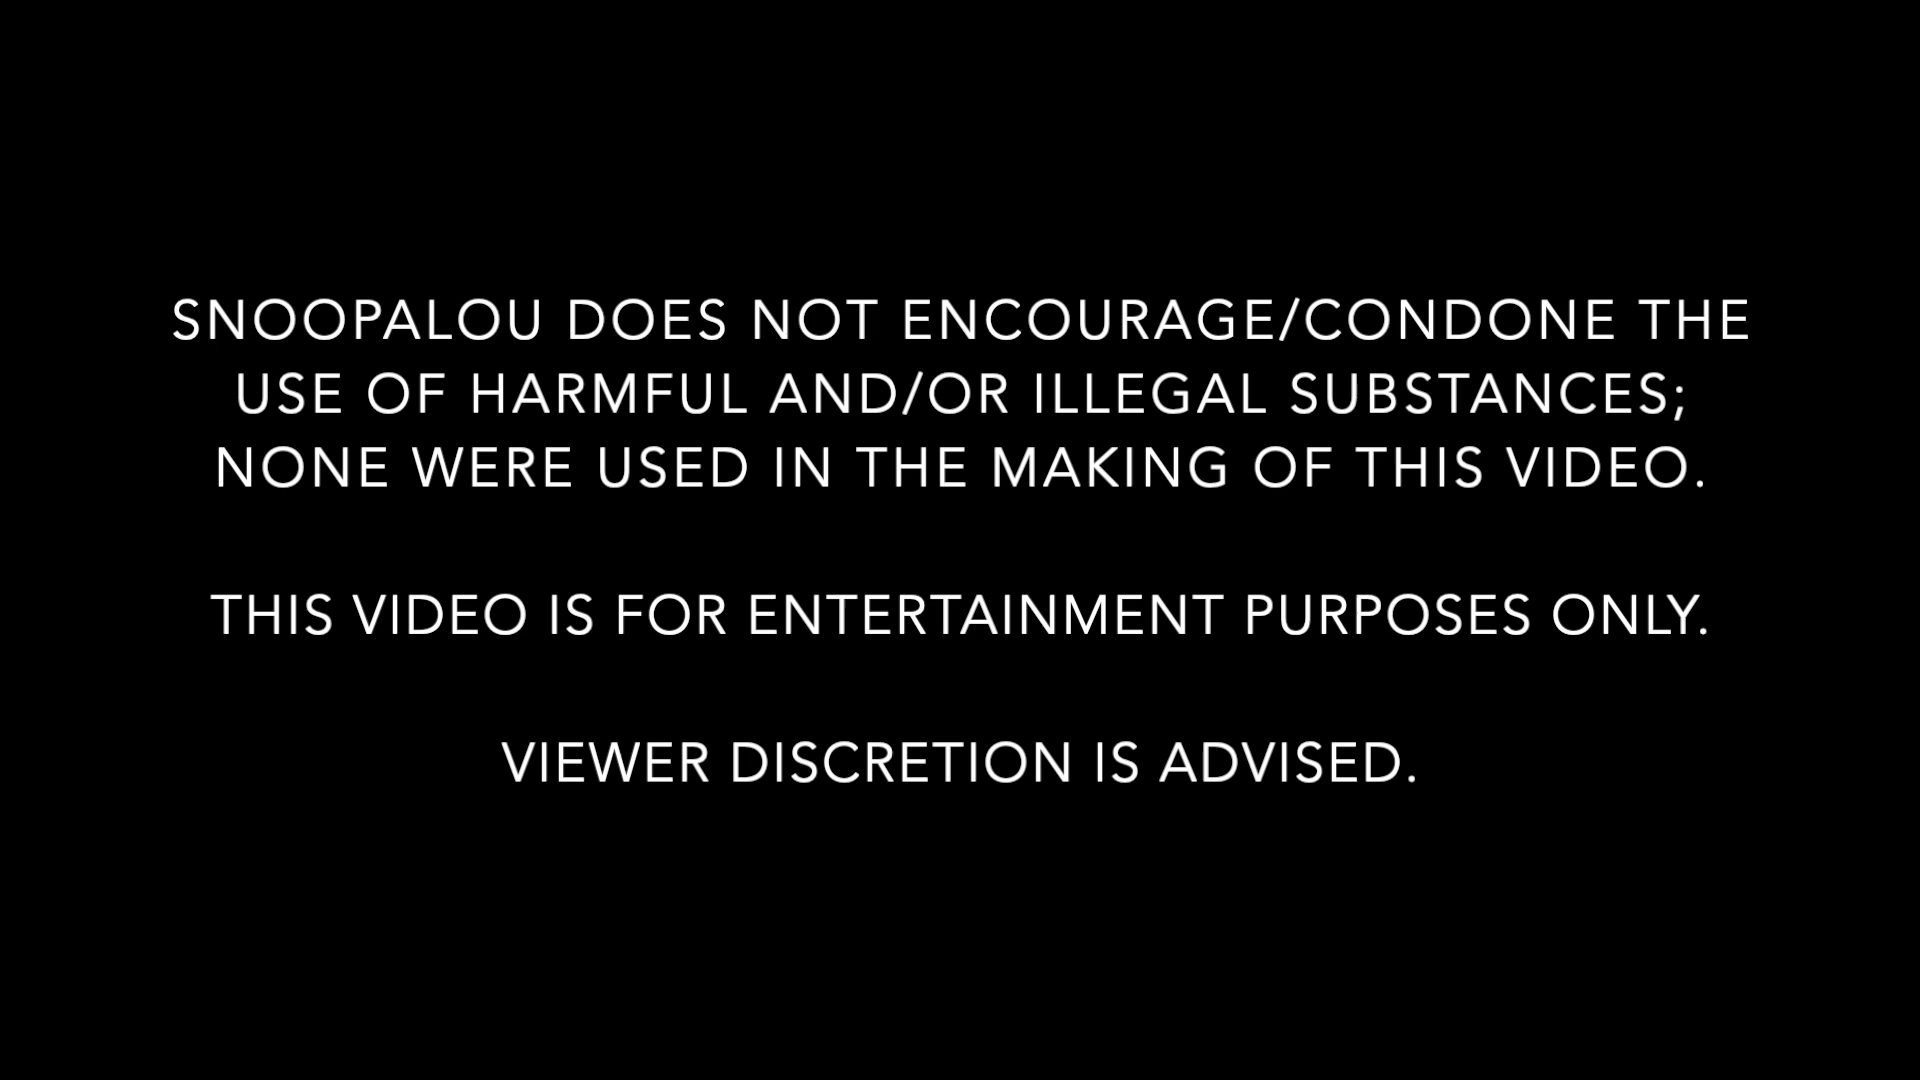 SNOOPALOU DOES NOT ENCOURAGE/CONDONE THE
USE OF HARMFUL AND/OR ILLEGAL SUBSTANCES;
NONE WERE USED IN THE MAKING OF THIS VIDEO.
THIS VIDEO IS FOR ENTERTAINMENT PURPOSES ONLY.
VIEWER DISCRETION IS ADVISED.